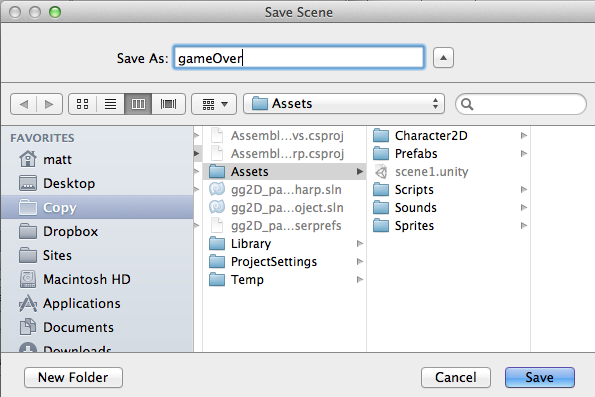 Save Scene
Save As: gameOver
Assets
FAVORITES
matt
Desktop
Copy
Dropbox
Sites
Macintosh HD
Applications
Documents
Downloads
Assembl...vs.csproj
Assembl...rp.csproj
Assets
gg2D_pa...harp.sln
gg2D_pa...oject.sln
gg2D_pa...serprefs
Library
ProjectSettings
Temp
Character2D
Prefabs
scene1.unity
Scripts
Sounds
Sprites
New Folder
Cancel
Save